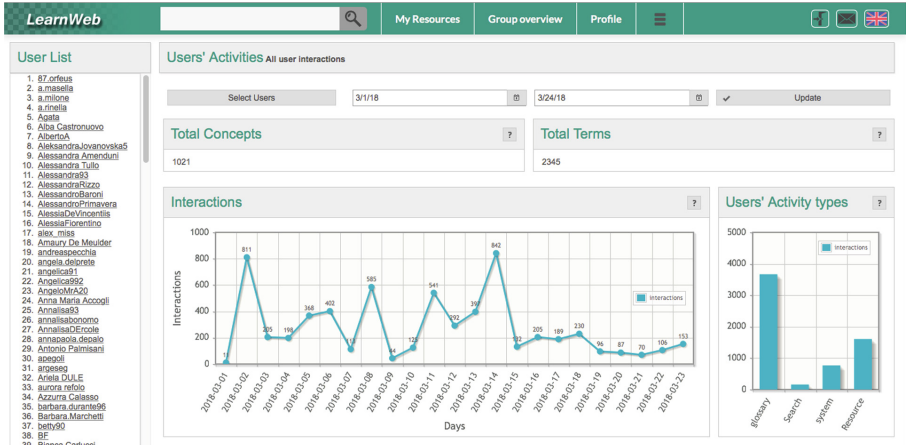 LearnWeb
My Resources
Group overview
Profile
User List
1. 87.orfeus
2. a.masella
3. a.milone
4. a.rinella
5. Agata
6. Alba Castronuovo
7. AlbertoA
8. AleksandraJovanovska5
9. Alessandra Amenduni
10. Alessandra Tullo
11. Alessandra93
12. AlessandraRizzo
13. AlessandroBaroni
14. AlessandroPrimavera
15. AlessiaDeVincentiis
16. AlessiaFiorentino
17. alex_miss
18. Amaury De Meulder
19. andreaspecchia
20. angela.delprete
21. angelica91
22. Angelica992
23. AngeloMrA20
24. Anna Maria Accogli
25. Annalisa93
26. annalisabonomo
27. AnnalisaDErcole
28. annapaola.depalo
29. Antonio Palmisani
30. apegoli
31. argeseg
32. Ariela DULE
33. aurora refolo
34. Azzurra Calasso
35. barbara.durante96
36. Barbara.Marchetti
37. betty90
38. BF
39. Bianca Carlucci
Users' Activities All user interactions
Select Users
3/1/18
3/24/18
Update
Total Concepts
?
1021
Total Terms
?
2345
Interactions
?
1000
800
600
400
200
0
Interactions
811
205
198
368
402
585
125
541
292
842
205
189
230
96
87
70
106
153
Interactions
2018-03-01
2018-03-02
2018-03-03
2018-03-04
2018-03-05
2018-03-06
2018-03-07
2018-03-08
2018-03-09
2018-03-10
2018-03-11
2018-03-12
2018-03-13
2018-03-14
2018-03-15
2018-03-16
2018-03-17
2018-03-18
2018-03-19
2018-03-20
2018-03-21
2018-03-22
2018-03-23
Days
Users' Activity types
?
5000
4000
3000
2000
1000
0
Interactions
glossary
Search
system
Resource